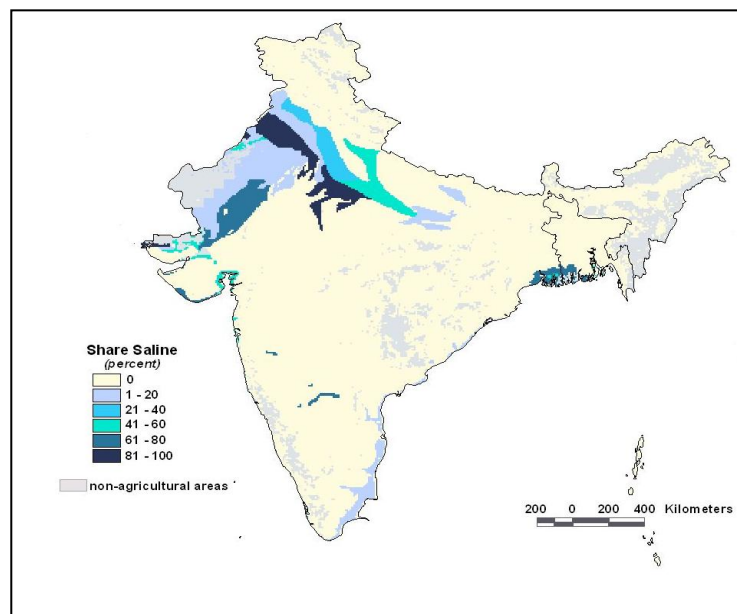 Share Saline
(percent)
0
1 - 20
21 - 40
41 - 60
61 - 80
81 - 100
non-agricultural areas
200 0 200 400 Kilometers